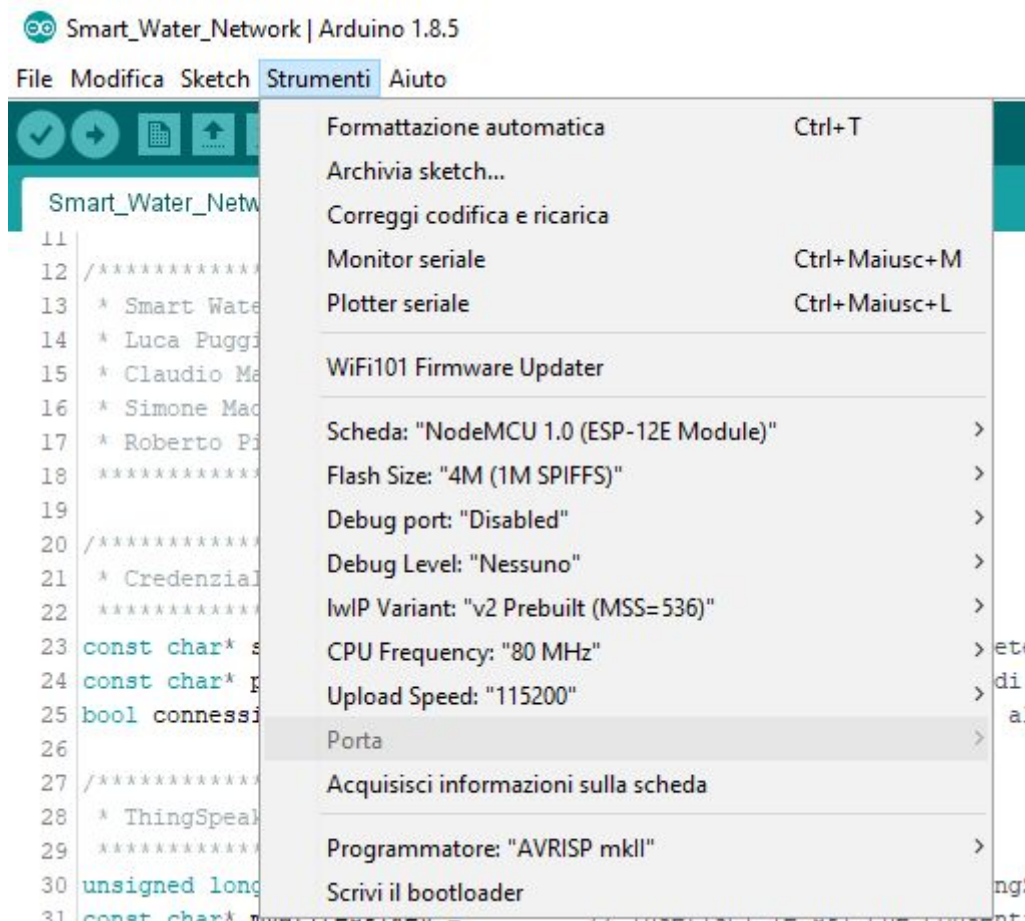 Smart_Water_Network | Arduino 1.8.5
File Modifica Sketch Strumenti Aiuto
Formattazione automatica Ctrl+T
Archivia sketch...
Correggi codifica e ricarica
Monitor seriale Ctrl+Maiusc+M
Plotter seriale Ctrl+Maiusc+L
WiFi101 Firmware Updater
Scheda: "NodeMCU 1.0 (ESP-12E Module)"
Flash Size: "4M (1M SPIFFS)"
Debug port: "Disabled"
Debug Level: "Nessuno"
lwIP Variant: "v2 Prebuilt (MSS=536)"
CPU Frequency: "80 MHz"
Upload Speed: "115200"
Porta
Acquisisci informazioni sulla scheda
Programmatore: "AVRISP mkII"
Scrivi il bootloader
Smart_Water_Netw
11
12 /************
13 * Smart Wate
14 * Luca Puggi
15 * Claudio Ma
16 * Simone Mac
17 * Roberto Pi
18 ************
19
20 /************
21 * Credenzial
22 ************
23 const char* s
24 const char* p di
25 bool connessi a
26
27 /************
28 * ThingSpeak
29 ************
30 unsigned long
31 const char*